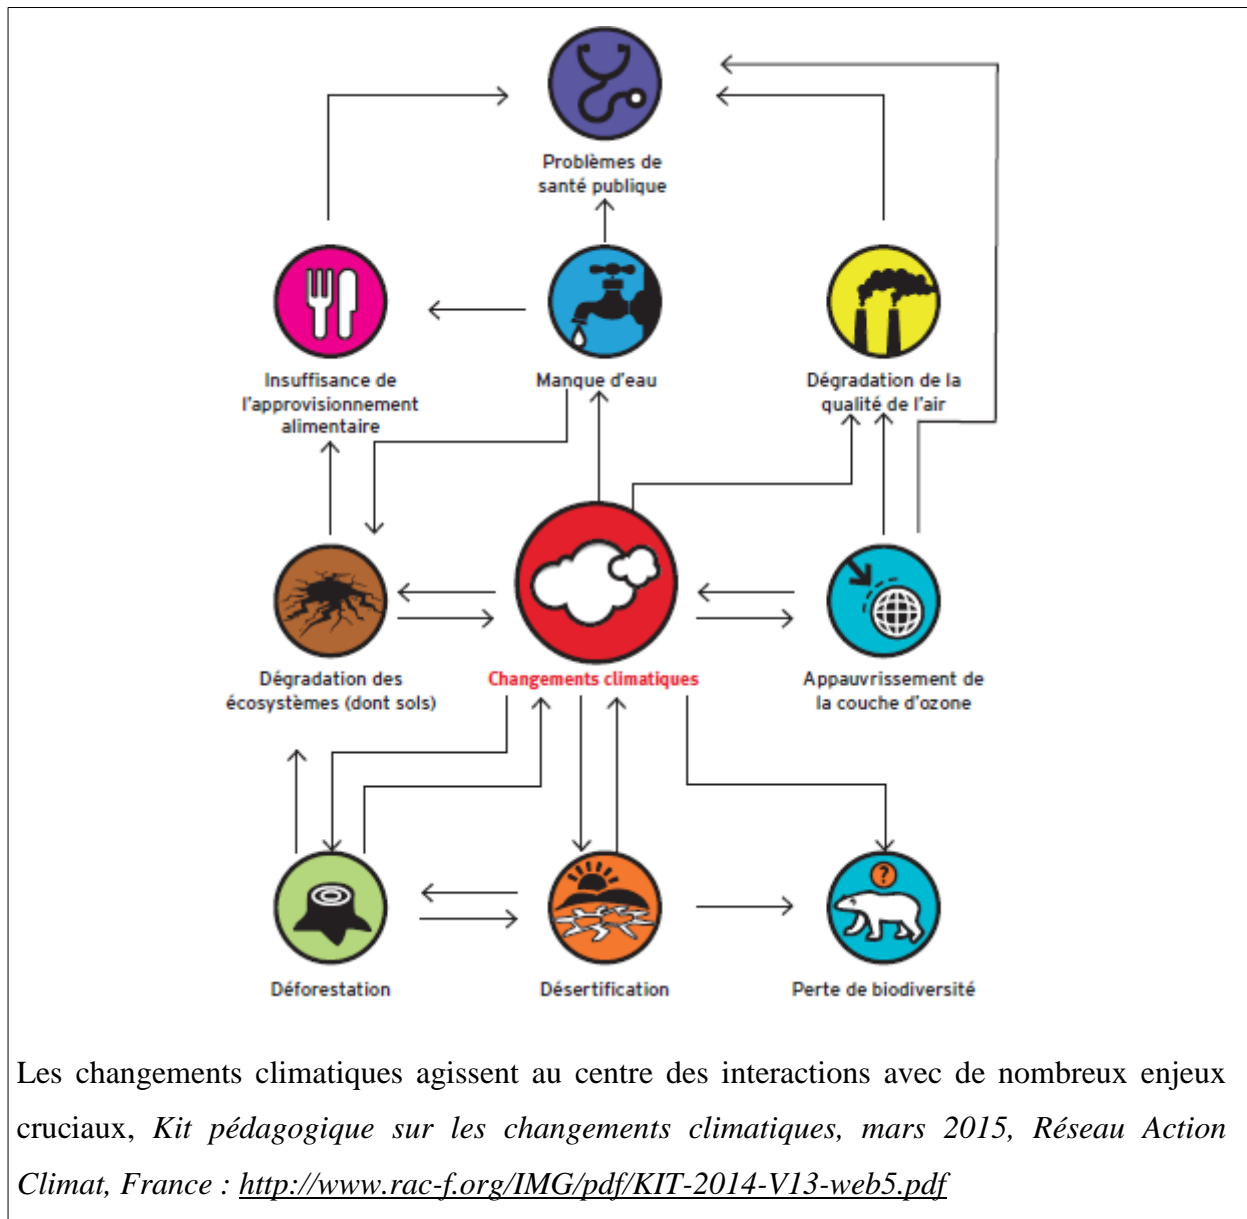 Problèmes de
santé publique
Insuffisance de
l'approvisionnement
alimentaire
Manque d'eau
Dégradation de la
qualité de l'air
Dégradation des
écosystèmes (dont sols)
Changements climatiques
Appauvrissement de
la couche d'ozone
?
Déforestation
Désertification
Perte de biodiversité
Les changements climatiques agissent au centre des interactions avec de nombreux enjeux
cruciaux, Kit pédagogique sur les changements climatiques, mars 2015, Réseau Action
Climat, France : http://www.rac-f.org/IMG/pdf/KIT-2014-V13-web5.pdf